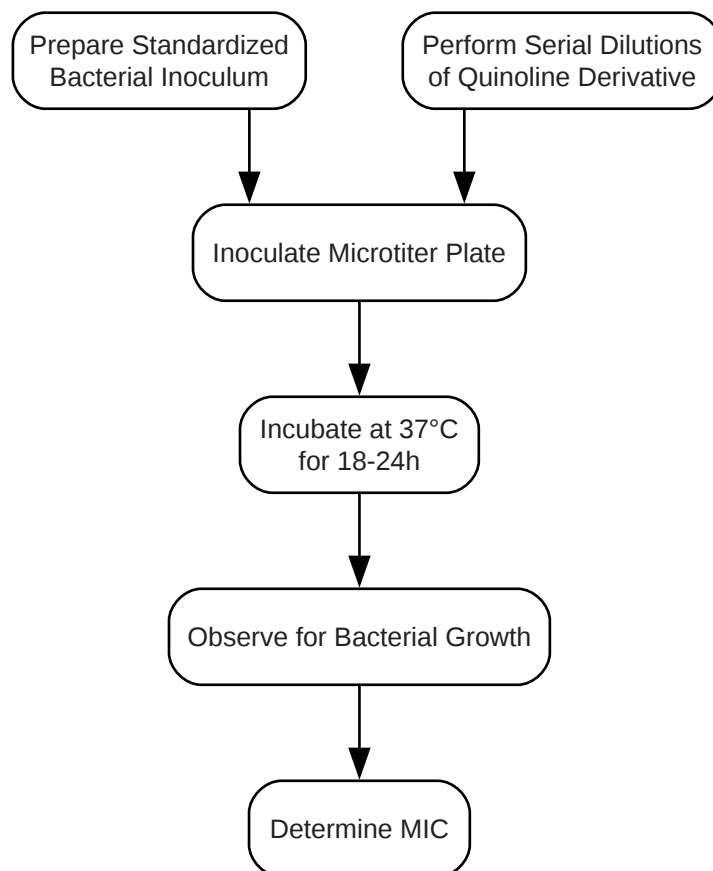 Prepare Standardized
Bacterial Inoculum
Perform Serial Dilutions
of Quinoline Derivative
Inoculate Microtiter Plate
Incubate at 37°C
for 18-24h
Observe for Bacterial Growth
Determine MIC